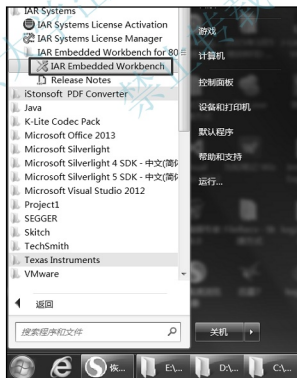 IAR Systems
IAR Systems License Activation
IAR Systems License Manager
IAR Embedded Workbench for 80
IAR Embedded Workbench
Release Notes
iStonsoft PDF Converter
Java
K-Lite Codec Pack
Microsoft Office 2013
Microsoft Silverlight
Microsoft Silverlight 4 SDK - 中文(简体
Microsoft Silverlight 5 SDK - 中文(简体
Microsoft Visual Studio 2012
Project1
SEGGER
Skitch
TechSmith
Texas Instruments
VMware
返回
搜索程序和文件
游戏
计算机
控制面板
设备和打印机
默认程序
帮助和支持
运行...
关机
恢...
E:\...
D:\...
C:\...